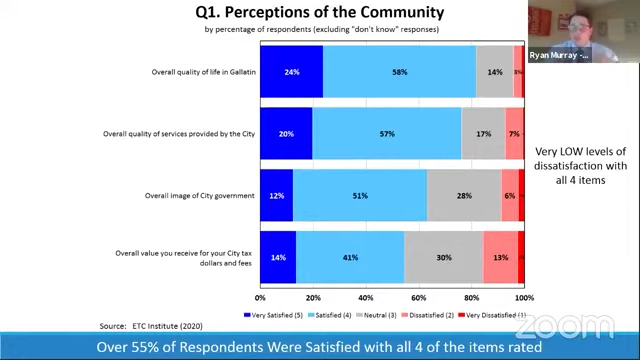 Q1. Perceptions of the Community
by percentage of respondents (excluding "don't know" responses)
Ryan Murray -...
Overall quality of life in Gallatin
24% 58% 14% 3%
Overall quality of services provided by the City
20% 57% 17% 7%
Overall image of City government
12% 51% 28% 6%
Overall value you receive for your City tax
dollars and fees
14% 41% 30% 13%
Very LOW levels of
dissatisfaction with
all 4 items
0% 20% 40% 60% 80% 100%
Very Satisfied (5) Satisfied (4) Neutral (3) Dissatisfied (2) Very Dissatisfied (1)
Source: ETC Institute (2020)
zoom
Over 55% of Respondents Were Satisfied with all 4 of the items rated